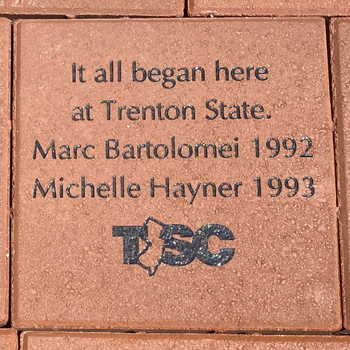 It all began here
at Trenton State.
Marc Bartolomei 1992
Michelle Hayner 1993
TSC